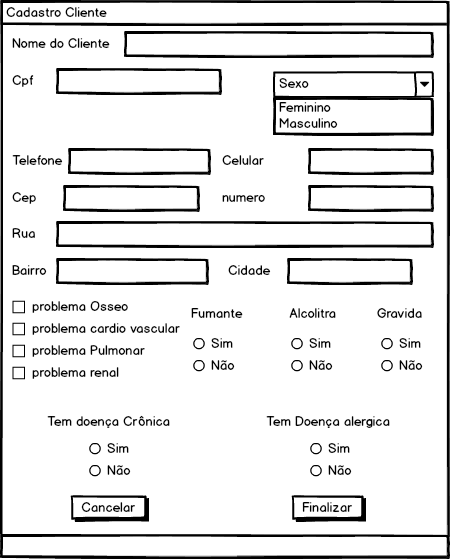 Cadastro Cliente
Nome do Cliente
Cpf
Sexo
Feminino
Masculino
Telefone Celular
Cep numero
Rua
Bairro Cidade
problema Osseo
problema cardio vascular
problema Pulmonar
problema renal
Fumante Alcolitra Gravida
Sim Sim Sim
Não Não Não
Tem doença Crônica Tem Doença alergica
Sim Sim
Não Não
Cancelar Finalizar